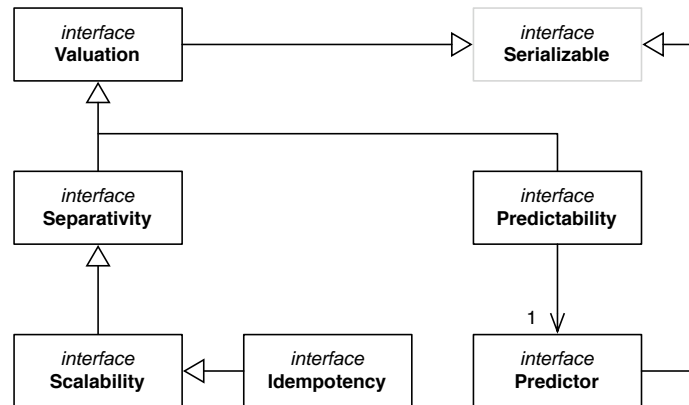 interface
Valuation
interface
Serializable
interface
Separativity
interface
Predictability
1
interface
Scalability
interface
Idempotency
interface
Predictor